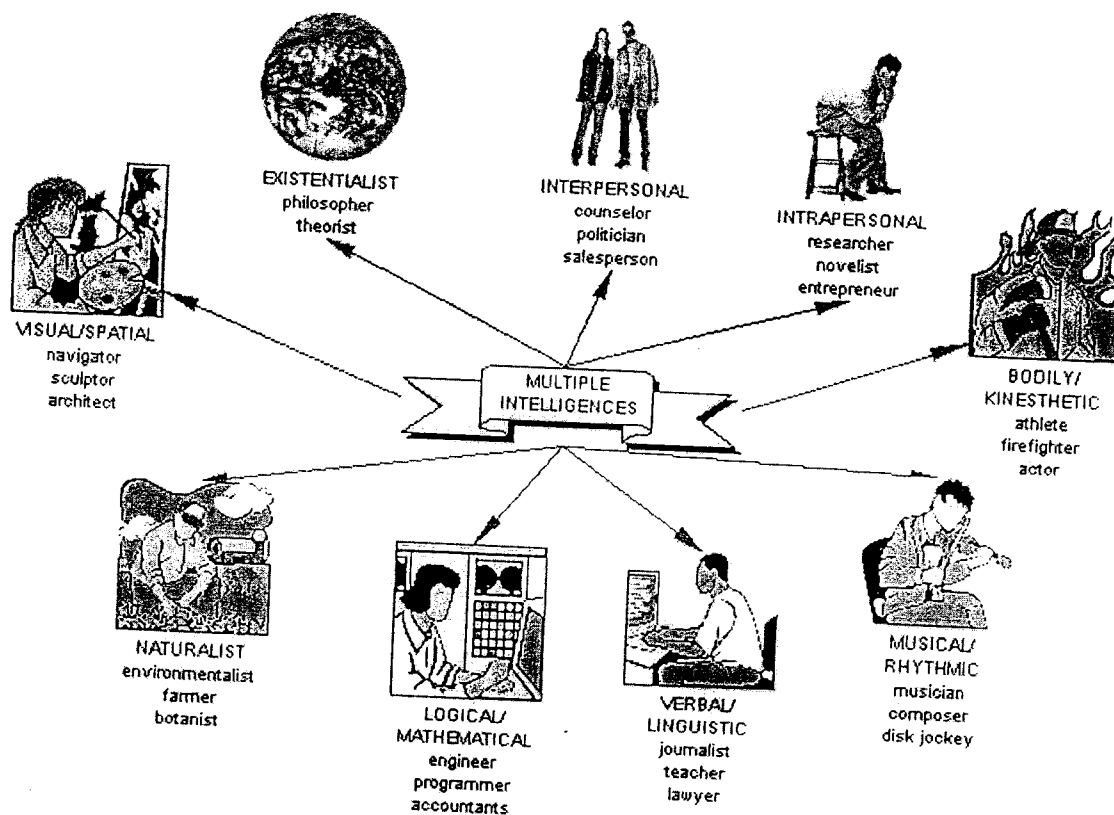 EXISTENTIALIST
philosopher
theorist
INTERPERSONAL
counselor
politician
salesperson
INTRAPERSONAL
researcher
novelist
entrepreneur
VISUAL/SPATIAL
navigator
sculptor
architect
MULTIPLE
INTELLIGENCES
BODILY/
KINESTHETIC
athlete
firefighter
actor
NATURALIST
environmentalist
farmer
botanist
LOGICAL/
MATHEMATICAL
engineer
programmer
accountants
VERBAL/
LINGUISTIC
journalist
teacher
lawyer
MUSICAL/
RHYTHMIC
musician
composer
disk jockey